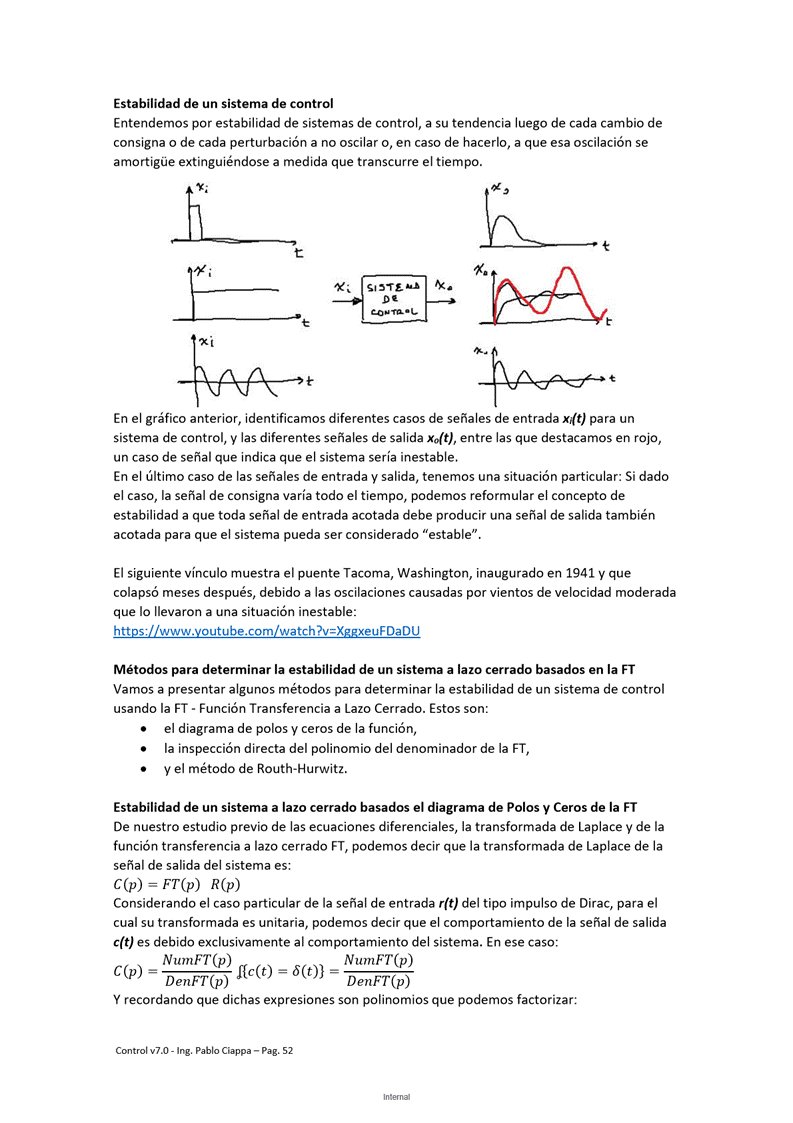 Estabilidad de un sistema de control
Entendemos por estabilidad de sistemas de control, a su tendencia luego de cada cambio de
consigna o de cada perturbación a no oscilar o, en caso de hacerlo, a que esa oscilación se
amortigüe extinguiéndose a medida que transcurre el tiempo.
xi
t
xo
t
xi
t
xi
SISTEMA
DE
CONTROL
xo
xo
t
xi
t
xo
t
En el gráfico anterior, identificamos diferentes casos de señales de entrada xi(t) para un
sistema de control, y las diferentes señales de salida xo(t), entre las que destacamos en rojo,
un caso de señal que indica que el sistema sería inestable.
En el último caso de las señales de entrada y salida, tenemos una situación particular: Si dado
el caso, la señal de consigna varía todo el tiempo, podemos reformular el concepto de
estabilidad a que toda señal de entrada acotada debe producir una señal de salida también
acotada para que el sistema pueda ser considerado “estable”.
El siguiente vínculo muestra el puente Tacoma, Washington, inaugurado en 1941 y que
colapsó meses después, debido a las oscilaciones causadas por vientos de velocidad moderada
que lo llevaron a una situación inestable:
https://www.youtube.com/watch?v=XggxeuFDaDU
Métodos para determinar la estabilidad de un sistema a lazo cerrado basados en la FT
Vamos a presentar algunos métodos para determinar la estabilidad de un sistema de control
usando la FT - Función Transferencia a Lazo Cerrado. Estos son:
• el diagrama de polos y ceros de la función,
• la inspección directa del polinomio del denominador de la FT,
• y el método de Routh-Hurwitz.
Estabilidad de un sistema a lazo cerrado basados el diagrama de Polos y Ceros de la FT
De nuestro estudio previo de las ecuaciones diferenciales, la transformada de Laplace y de la
función transferencia a lazo cerrado FT, podemos decir que la transformada de Laplace de la
señal de salida del sistema es:
C(p) = FT(p) R(p)
Considerando el caso particular de la señal de entrada r(t) del tipo impulso de Dirac, para el
cual su transformada es unitaria, podemos decir que el comportamiento de la señal de salida
c(t) es debido exclusivamente al comportamiento del sistema. En ese caso:
C(p) = NumFT(p)/DenFT(p) ∮{c(t) = δ(t)} = NumFT(p)/DenFT(p)
Y recordando que dichas expresiones son polinomios que podemos factorizar:
Control v7.0 - Ing. Pablo Ciappa – Pag. 52
Internal